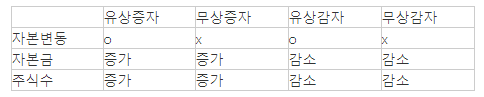 유상증자 무상증자 유상감자 무상감자
자본변동 o x o x
자본금 증가 증가 감소 감소
주식수 증가 증가 감소 감소